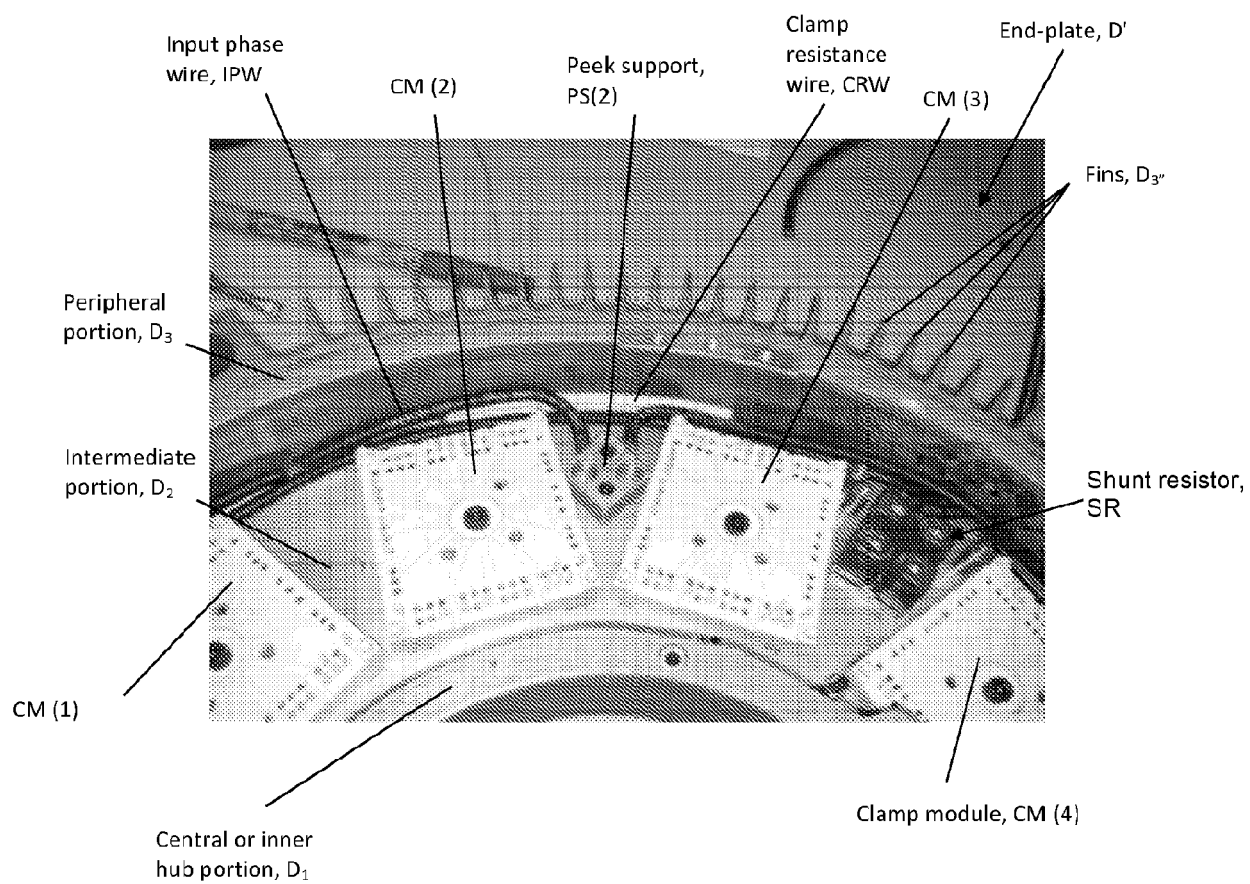 Clamp
resistance
wire, CRW
End-plate, D'
Input phase
wire, IPW
Peek support,
PS(2)
CM (2)
CM (3)
Fins, D₃''
Peripheral
portion, D₃
Intermediate
portion, D₂
Shunt resistor,
SR
CM (1)
Clamp module, CM (4)
Central or inner
hub portion, D₁